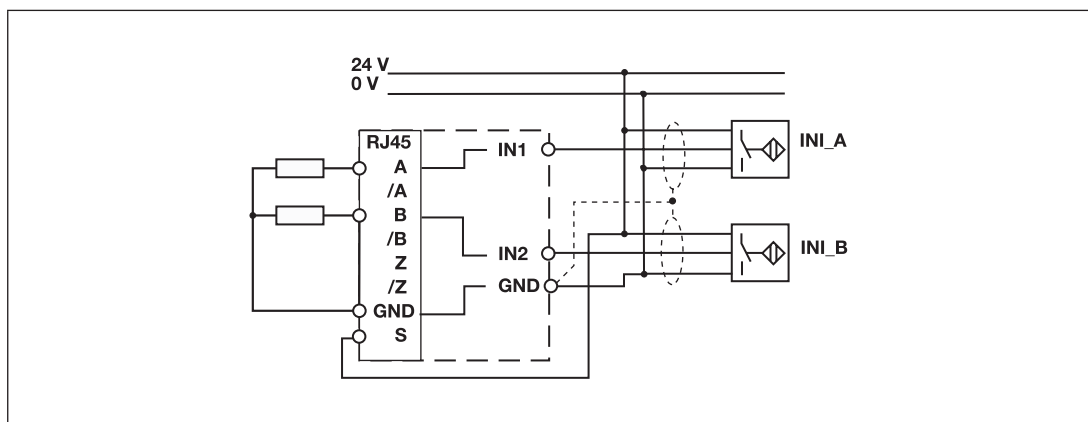 24 V
0 V
RJ45
A
/A
B
/B
Z
/Z
GND
S
IN1
IN2
GND
INI_A
INI_B